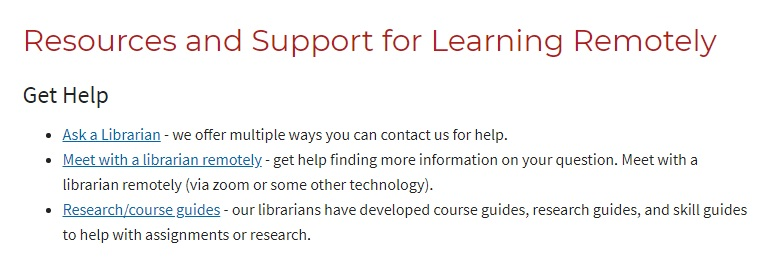 Resources and Support for Learning Remotely
Get Help
• Ask a Librarian - we offer multiple ways you can contact us for help.
• Meet with a librarian remotely - get help finding more information on your question. Meet with a
librarian remotely (via zoom or some other technology).
• Research/course guides - our librarians have developed course guides, research guides, and skill guides
to help with assignments or research.